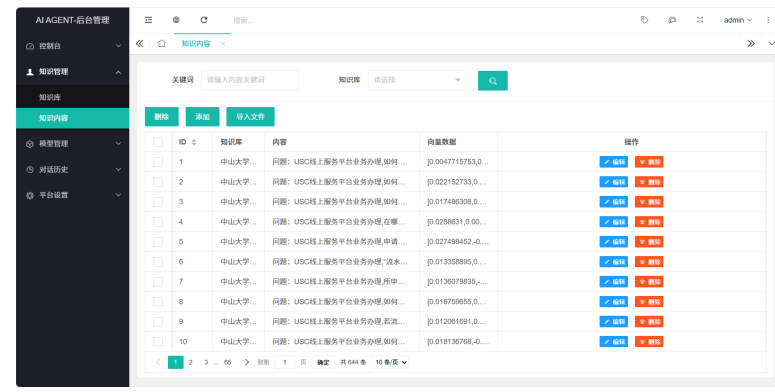 AI AGENT-后台管理
搜索...
admin
控制台
知识内容
知识管理
关键词 请输入内容关键词 知识库 请选择
知识库
知识内容
删除 添加 导入文件
模型管理
ID 知识库 内容 向量数据 操作
1 中山大学... 问题：USC线上服务平台业务办理,如何... [0.0047715753,0... 编辑 删除
对话历史
2 中山大学... 问题：USC线上服务平台业务办理,如何... [0.022152733,0.... 编辑 删除
平台设置
3 中山大学... 问题：USC线上服务平台业务办理,如何... [0.017486308,0.... 编辑 删除
4 中山大学... 问题：USC线上服务平台业务办理,在哪... [0.0288631,0.00... 编辑 删除
5 中山大学... 问题：USC线上服务平台业务办理,申请... [0.027498452,-0.... 编辑 删除
6 中山大学... 问题：USC线上服务平台业务办理,"流水... [0.013358895,0.... 编辑 删除
7 中山大学... 问题：USC线上服务平台业务办理,所申... [0.0136079835,-... 编辑 删除
8 中山大学... 问题：USC线上服务平台业务办理,如何... [0.018759655,0.... 编辑 删除
9 中山大学... 问题：USC线上服务平台业务办理,若流... [0.012061691,0.... 编辑 删除
10 中山大学... 问题：USC线上服务平台业务办理,如何... [0.018136768,-0.... 编辑 删除
1 2 3 ... 65 到第 1 页 确定 共 644 条 10 条/页